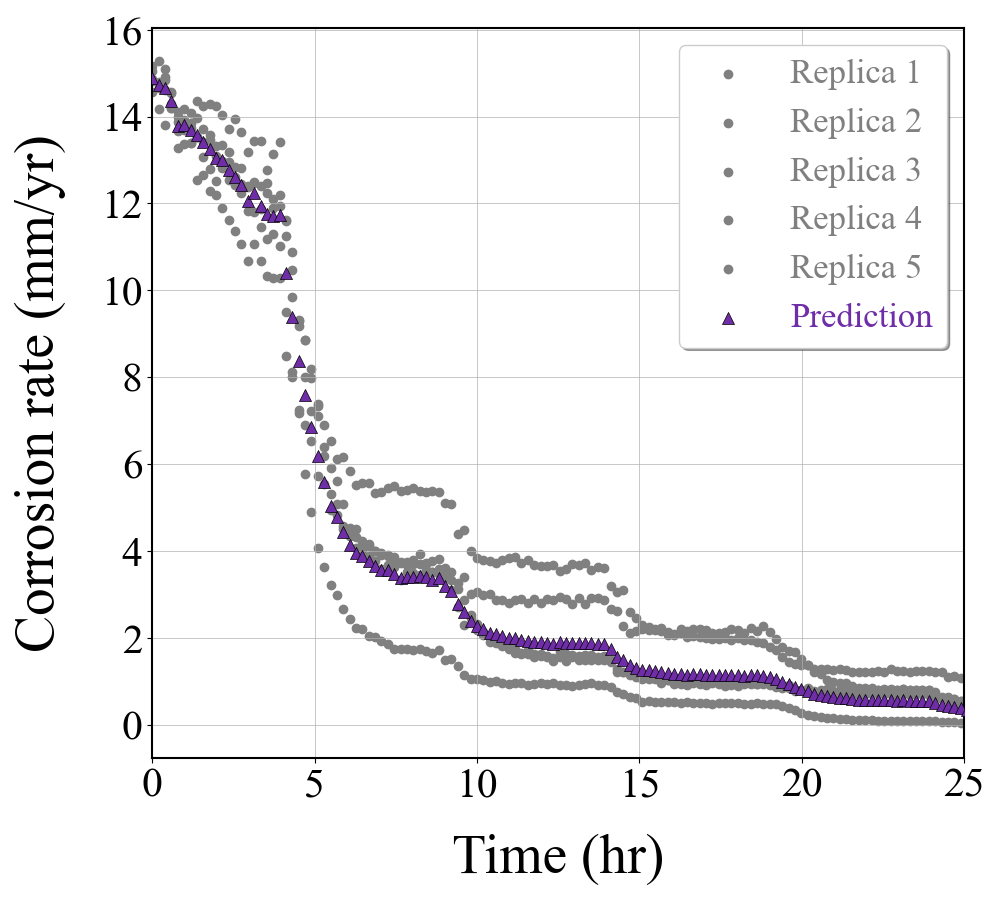 16
14
12
10
8
6
4
2
0
Corrosion rate (mm/yr)
Replica 1
Replica 2
Replica 3
Replica 4
Replica 5
Prediction
0 5 10 15 20 25
Time (hr)